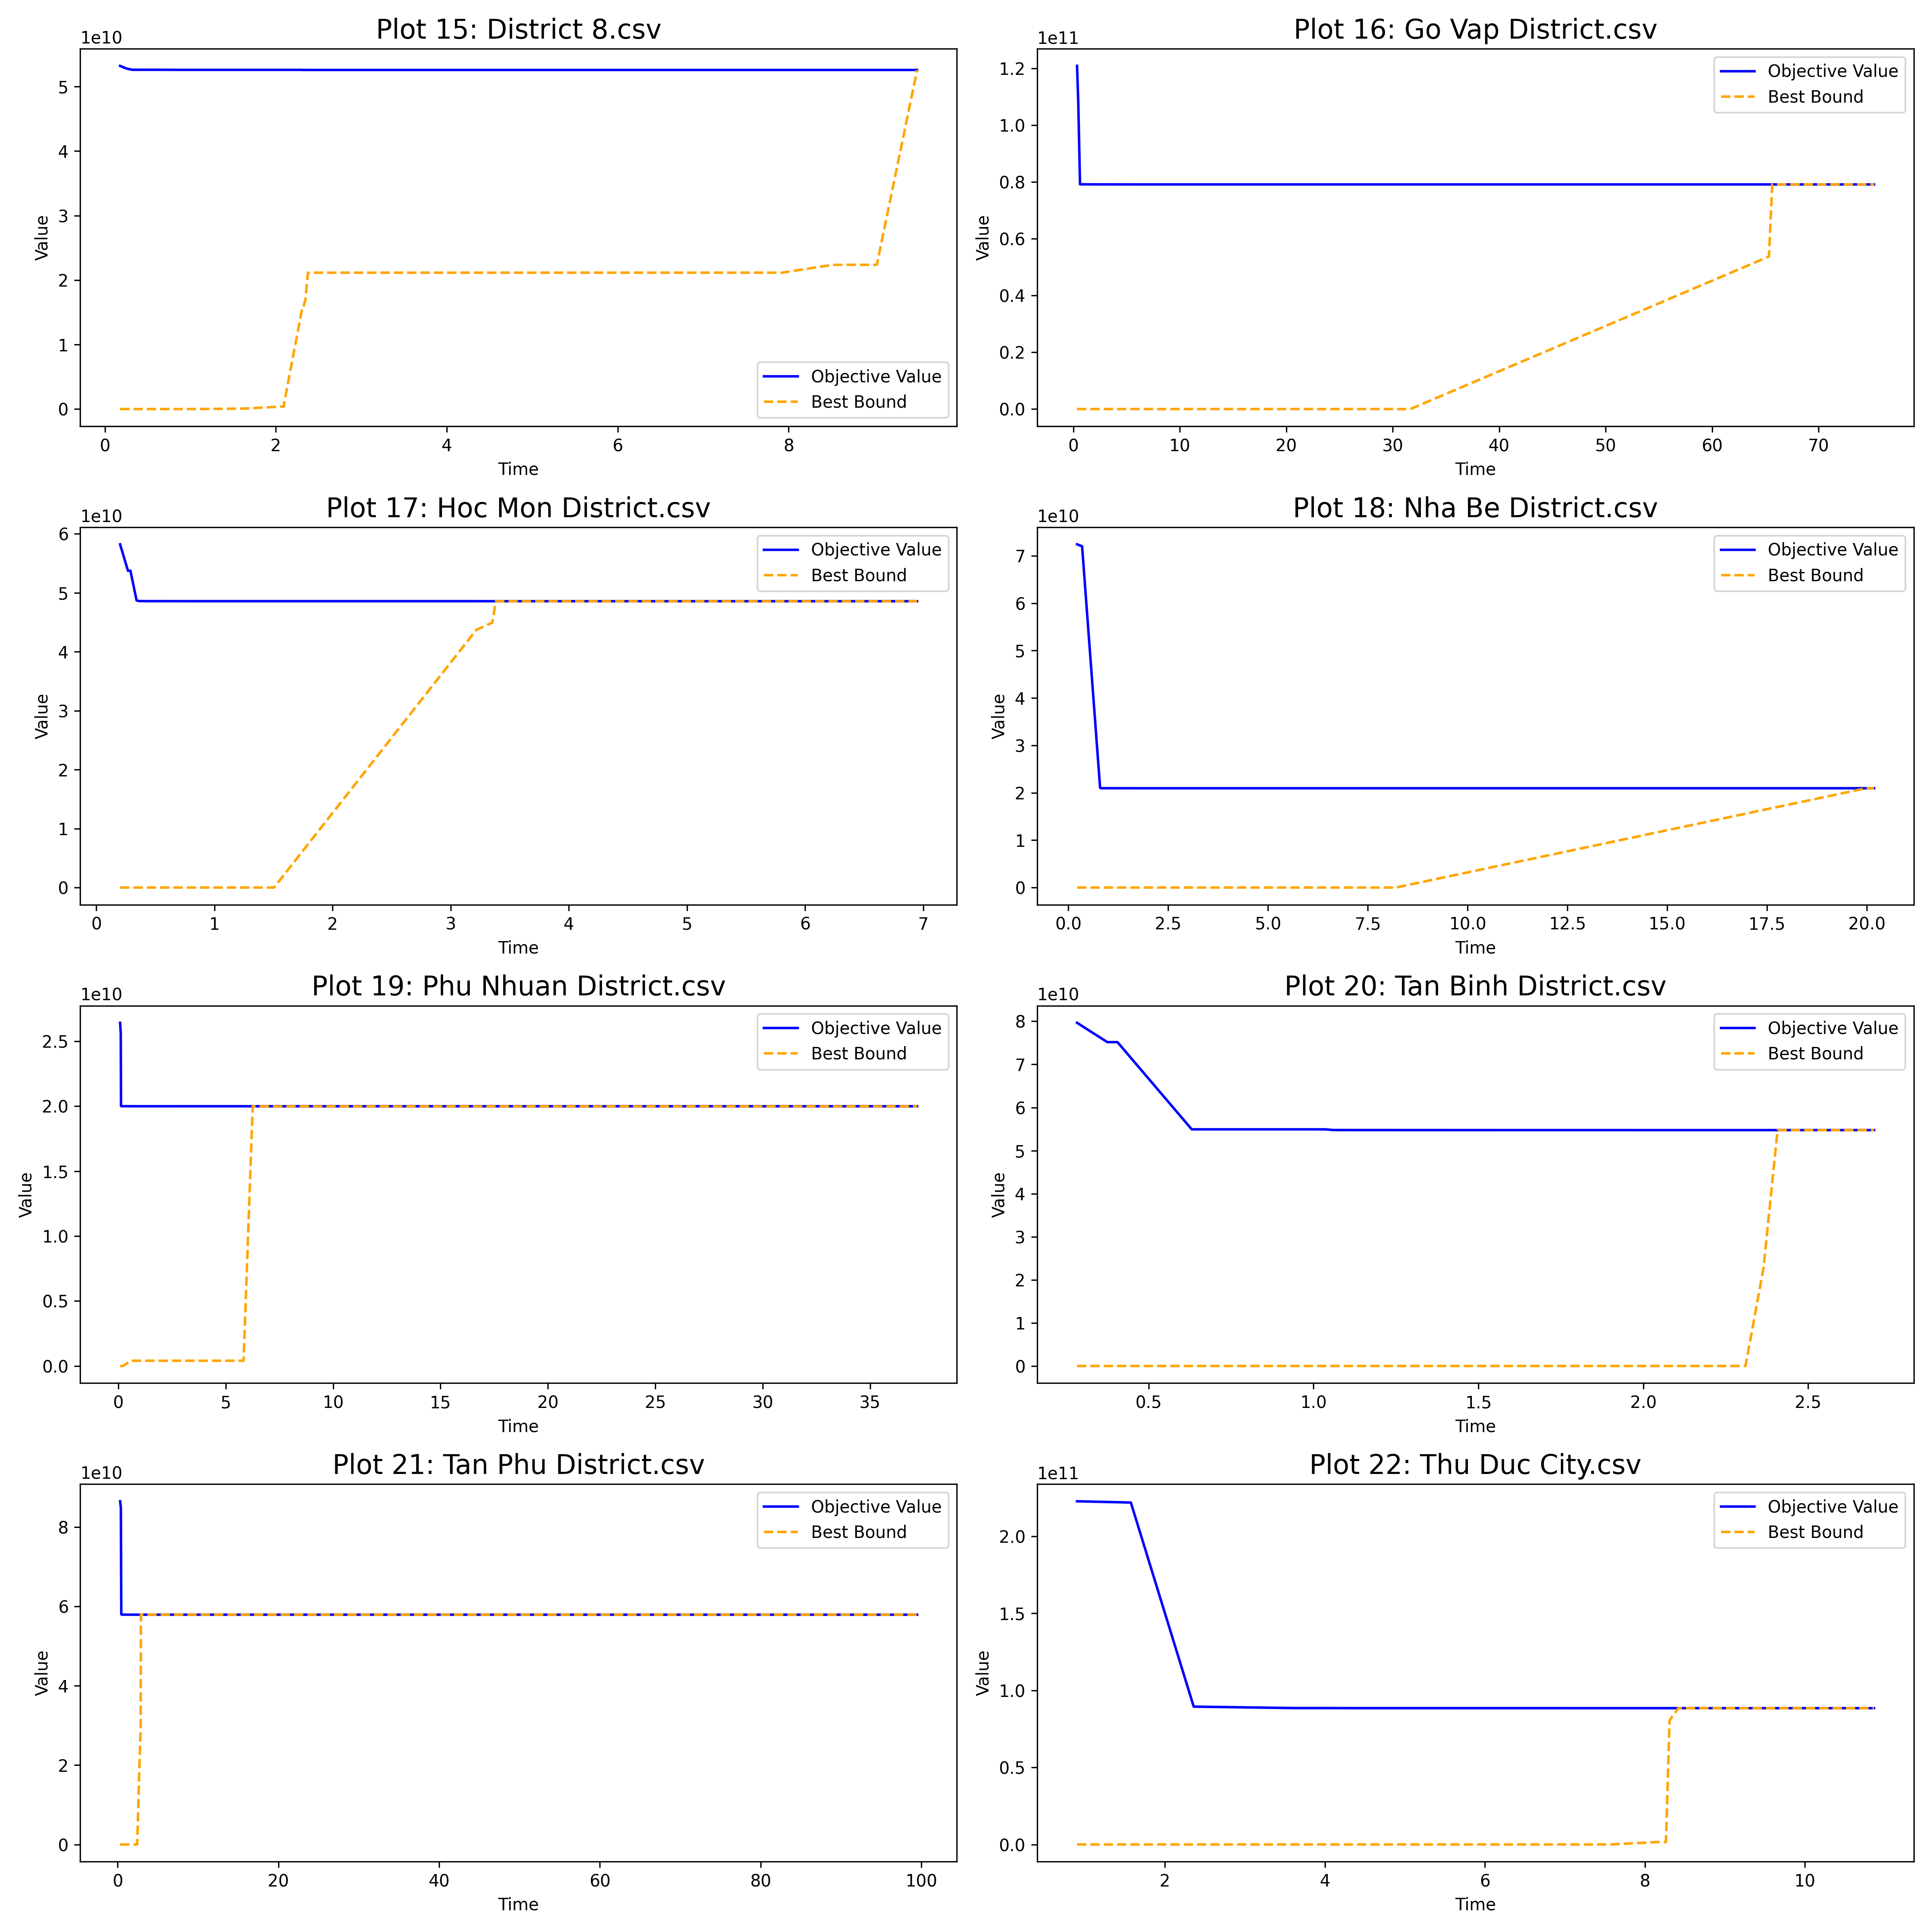 Plot 15: District 8.csv
1e10
5
4
3
2
1
0
Value
0 2 4 6 8
Time
Objective Value
Best Bound
Plot 16: Go Vap District.csv
1e11
1.2
1.0
0.8
0.6
0.4
0.2
0.0
Value
0 10 20 30 40 50 60 70
Time
Objective Value
Best Bound
Plot 17: Hoc Mon District.csv
1e10
6
5
4
3
2
1
0
Value
0 1 2 3 4 5 6 7
Time
Objective Value
Best Bound
Plot 18: Nha Be District.csv
1e10
7
6
5
4
3
2
1
0
Value
0.0 2.5 5.0 7.5 10.0 12.5 15.0 17.5 20.0
Time
Objective Value
Best Bound
Plot 19: Phu Nhuan District.csv
1e10
2.5
2.0
1.5
1.0
0.5
0.0
Value
0 5 10 15 20 25 30 35
Time
Objective Value
Best Bound
Plot 20: Tan Binh District.csv
1e10
8
7
6
5
4
3
2
1
0
Value
0.5 1.0 1.5 2.0 2.5
Time
Objective Value
Best Bound
Plot 21: Tan Phu District.csv
1e10
8
6
4
2
0
Value
0 20 40 60 80 100
Time
Objective Value
Best Bound
Plot 22: Thu Duc City.csv
1e11
2.0
1.5
1.0
0.5
0.0
Value
2 4 6 8 10
Time
Objective Value
Best Bound